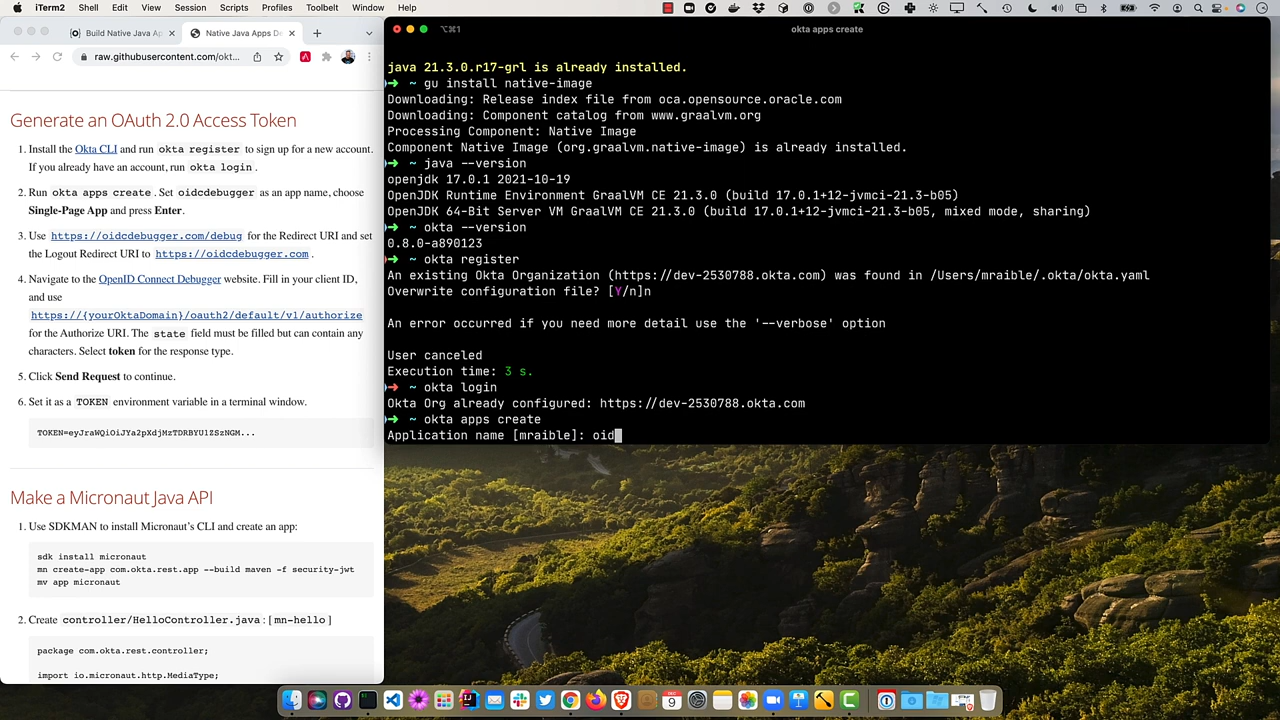 iTerm2 Shell Edit View Session Scripts Profiles Toolbelt Window Help
Build Native Java Ap
Native Java Apps De
raw.githubusercontent.com/okt...
Generate an OAuth 2.0 Access Token
1. Install the Okta CLI and run okta register to sign up for a new account.
If you already have an account, run okta login .
2. Run okta apps create . Set oidcdebugger as an app name, choose
Single-Page App and press Enter.
3. Use https://oidcdebugger.com/debug for the Redirect URI and set
the Logout Redirect URI to https://oidcdebugger.com .
4. Navigate to the OpenID Connect Debugger website. Fill in your client ID,
and use
https://{yourOktaDomain}/oauth2/default/v1/authorize
for the Authorize URI. The state field must be filled but can contain any
characters. Select token for the response type.
5. Click Send Request to continue.
6. Set it as a TOKEN environment variable in a terminal window.
TOKEN=eyJraWQiOiJYa2pXdjMzTDRBYU1ZSzNGM...
Make a Micronaut Java API
1. Use SDKMAN to install Micronaut’s CLI and create an app:
sdk install micronaut
mn create-app com.okta.rest.app --build maven -f security-jwt
mv app micronaut
2. Create controller/HelloController.java: [ mn-hello ]
package com.okta.rest.controller;
import io.micronaut.http.MediaType;
⌥⌘1
okta apps create
java 21.3.0.r17-grl is already installed.
➜ ~ gu install native-image
Downloading: Release index file from oca.opensource.oracle.com
Downloading: Component catalog from www.graalvm.org
Processing Component: Native Image
Component Native Image (org.graalvm.native-image) is already installed.
➜ ~ java --version
openjdk 17.0.1 2021-10-19
OpenJDK Runtime Environment GraalVM CE 21.3.0 (build 17.0.1+12-jvmci-21.3-b05)
OpenJDK 64-Bit Server VM GraalVM CE 21.3.0 (build 17.0.1+12-jvmci-21.3-b05, mixed mode, sharing)
➜ ~ okta --version
0.8.0-a890123
➜ ~ okta register
An existing Okta Organization (https://dev-2530788.okta.com) was found in /Users/mraible/.okta/okta.yaml
Overwrite configuration file? [Y/n]n
An error occurred if you need more detail use the '--verbose' option
User canceled
Execution time: 3 s.
➜ ~ okta login
Okta Org already configured: https://dev-2530788.okta.com
➜ ~ okta apps create
Application name [mraible]: oid